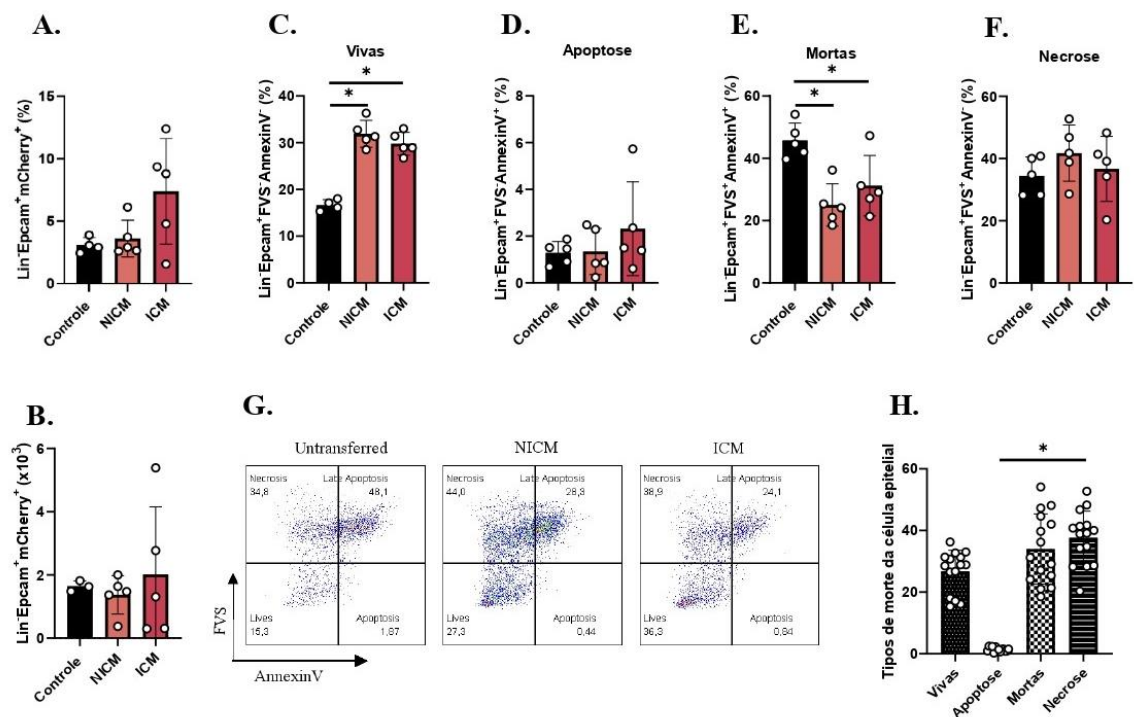 A.
Lin⁻Epcam⁺mCherry⁺ (%)
15
10
5
0
Controle
NICM
ICM
C.
Vivas
Lin⁻Epcam⁺FVS⁻AnnexinV⁻ (%)
40
30
20
10
0
*
*
Controle
NICM
ICM
D.
Apoptose
Lin⁻Epcam⁺FVS⁻AnnexinV⁺ (%)
8
6
4
2
0
Controle
NICM
ICM
E.
Mortas
Lin⁻Epcam⁺FVS⁺AnnexinV⁺ (%)
60
40
20
0
*
*
Controle
NICM
ICM
F.
Necrose
Lin⁻Epcam⁺FVS⁺AnnexinV⁻ (%)
60
40
20
0
Controle
NICM
ICM
B.
Lin⁻Epcam⁺mCherry⁺ (x10³)
6
4
2
0
Controle
NICM
ICM
G.
Untransferred
Necrosis
34,8
Late Apoptosis
48,1
Lives
15,3
Apoptosis
1,87
NICM
Necrosis
44,0
Late Apoptosis
28,3
Lives
27,3
Apoptosis
0,44
ICM
Necrosis
38,9
Late Apoptosis
24,1
Lives
36,3
Apoptosis
0,64
FVS
AnnexinV
H.
Tipos de morte da célula epitelial
60
40
20
0
*
Vivas
Apoptose
Mortas
Necrose